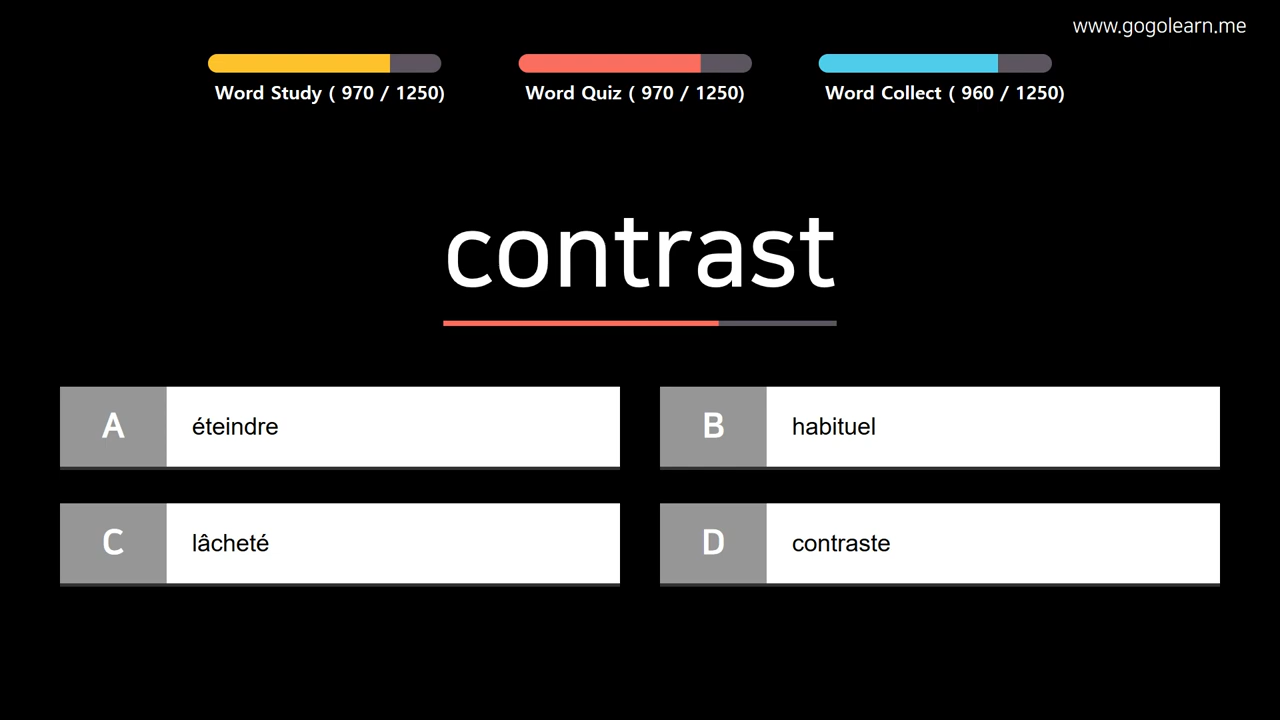 www.gogolearn.me
Word Study ( 970 / 1250)
Word Quiz ( 970 / 1250)
Word Collect ( 960 / 1250)
contrast
A éteindre
B habituel
C lâcheté
D contraste